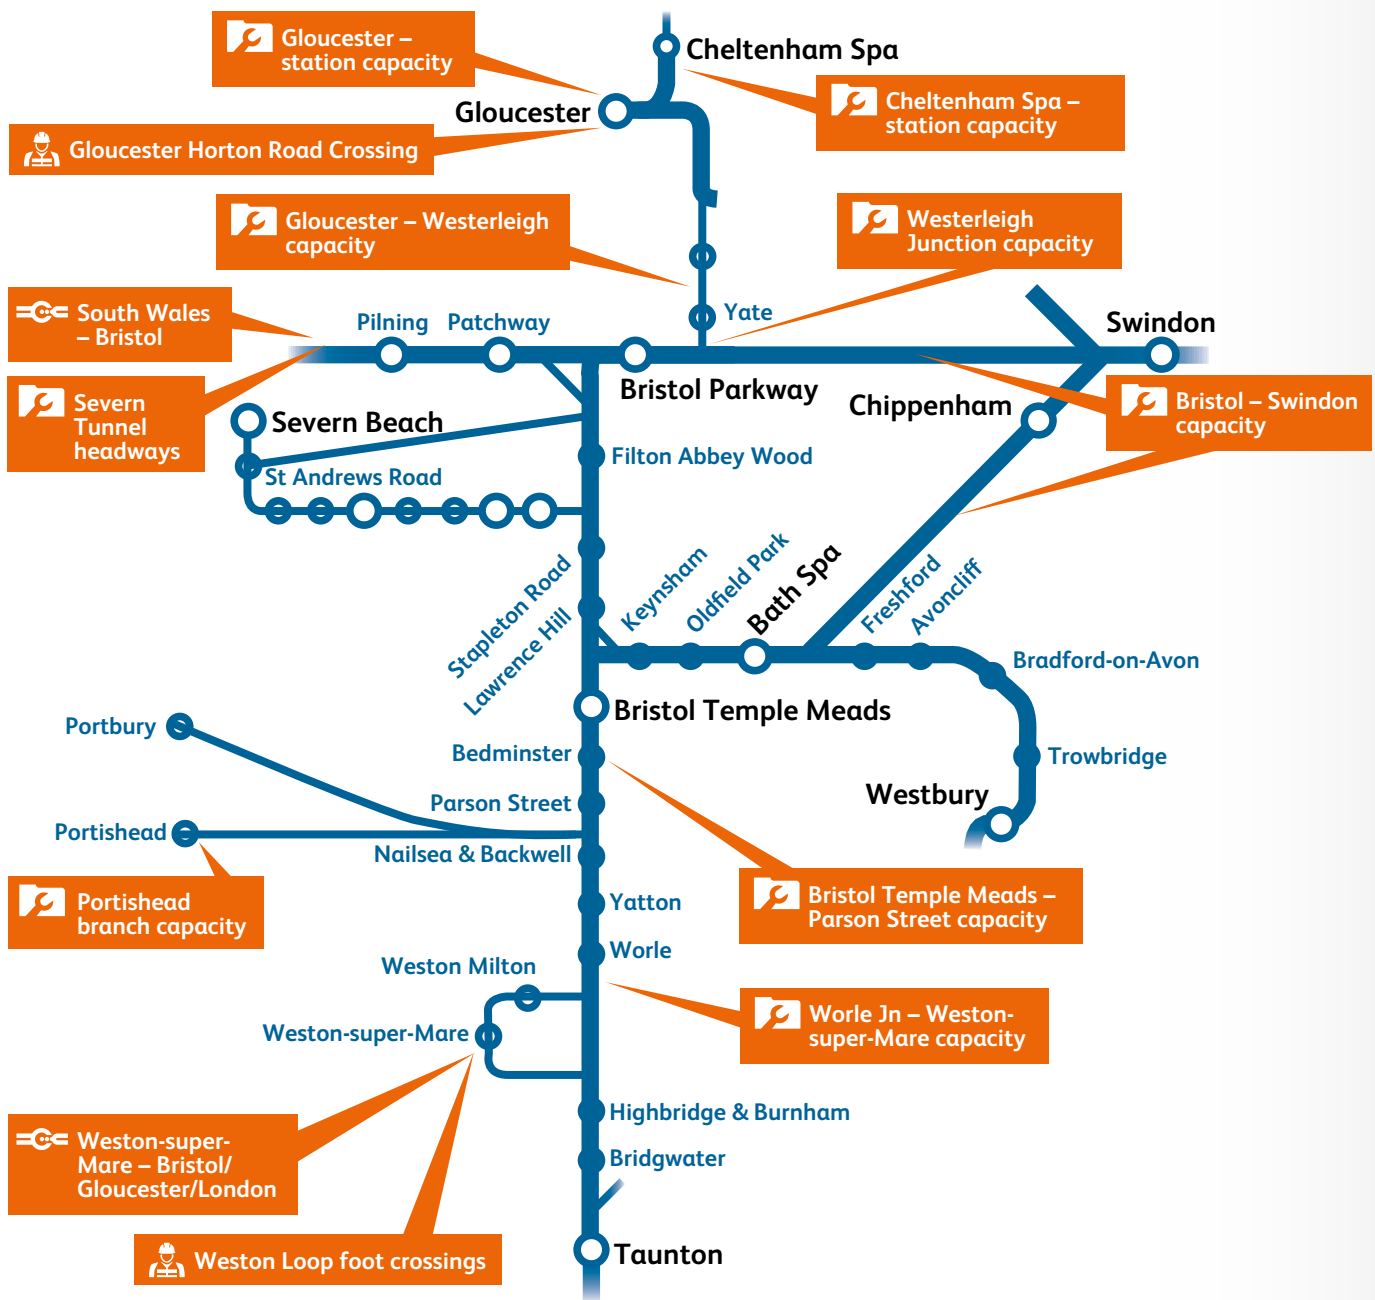 Gloucester –
station capacity
Cheltenham Spa
Cheltenham Spa –
station capacity
Gloucester
Gloucester Horton Road Crossing
Gloucester – Westerleigh
capacity
Westerleigh
Junction capacity
South Wales
– Bristol
Pilning
Patchway
Yate
Swindon
Bristol Parkway
Severn
Tunnel
headways
Severn Beach
Chippenham
Bristol – Swindon
capacity
St Andrews Road
Filton Abbey Wood
Stapleton Road
Lawrence Hill
Keynsham
Oldfield Park
Bath Spa
Freshford
Avoncliff
Bradford-on-Avon
Bristol Temple Meads
Portbury
Bedminster
Trowbridge
Westbury
Parson Street
Portishead
Nailsea & Backwell
Portishead
branch capacity
Yatton
Bristol Temple Meads –
Parson Street capacity
Worle
Weston Milton
Weston-super-Mare
Worle Jn – Weston-
super-Mare capacity
Highbridge & Burnham
Weston-super-
Mare – Bristol/
Gloucester/London
Bridgwater
Weston Loop foot crossings
Taunton